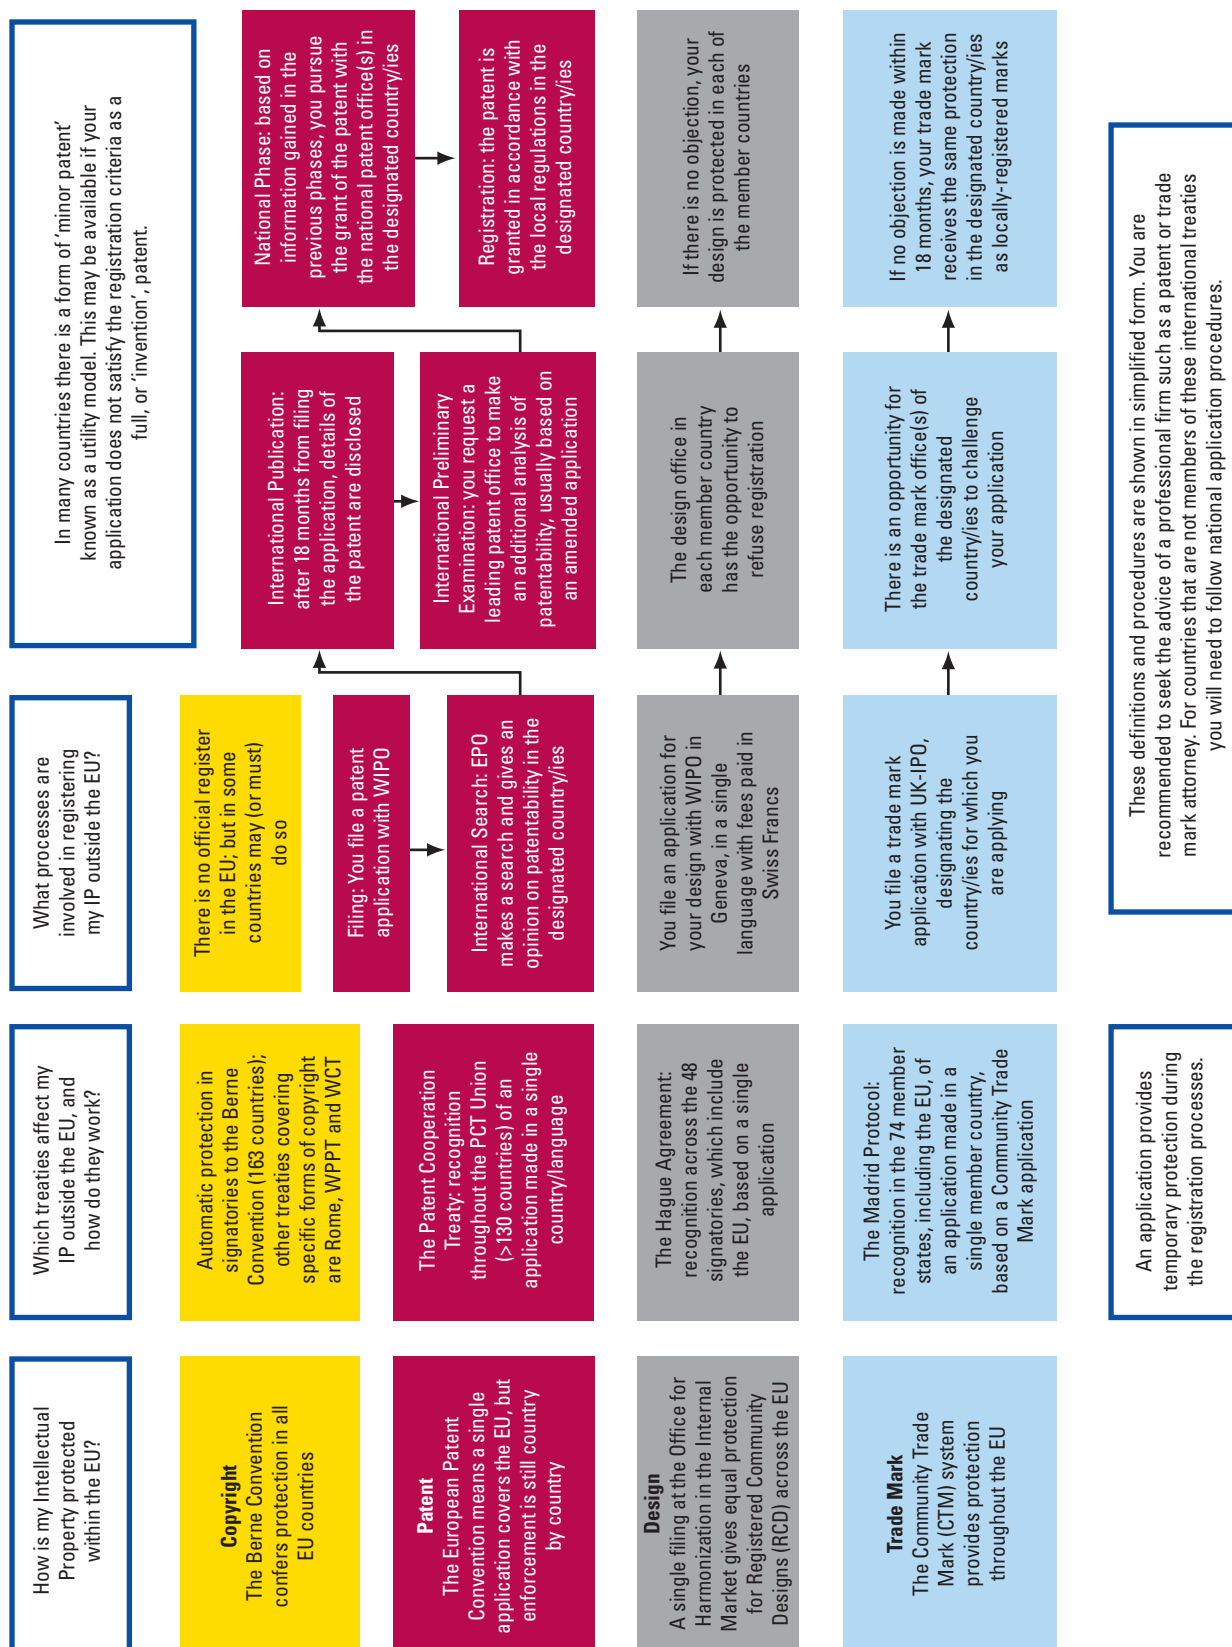 How is my Intellectual
Property protected
within the EU?
Which treaties affect my
IP outside the EU, and
how do they work?
What processes are
involved in registering
my IP outside the EU?
In many countries there is a form of ‘minor patent’
known as a utility model. This may be available if your
application does not satisfy the registration criteria as a
full, or ‘invention’, patent.
Copyright
The Berne Convention
confers protection in all
EU countries
Automatic protection in
signatories to the Berne
Convention (163 countries);
other treaties covering
specific forms of copyright
are Rome, WPPT and WCT
There is no official register
in the EU; but in some
countries may (or must)
do so
Patent
The European Patent
Convention means a single
application covers the EU, but
enforcement is still country
by country
The Patent Cooperation
Treaty: recognition
throughout the PCT Union
(>130 countries) of an
application made in a single
country/language
Filing: You file a patent
application with WIPO
International Search: EPO
makes a search and gives an
opinion on patentability in the
designated country/ies
International Publication:
after 18 months from filing
the application, details of
the patent are disclosed
International Preliminary
Examination: you request a
leading patent office to make
an additional analysis of
patentability, usually based on
an amended application
National Phase: based on
information gained in the
previous phases, you pursue
the grant of the patent with
the national patent office(s) in
the designated country/ies
Registration: the patent is
granted in accordance with
the local regulations in the
designated country/ies
Design
A single filing at the Office for
Harmonization in the Internal
Market gives equal protection
for Registered Community
Designs (RCD) across the EU
The Hague Agreement:
recognition across the 48
signatories, which include
the EU, based on a single
application
You file an application for
your design with WIPO in
Geneva, in a single
language with fees paid in
Swiss Francs
The design office in
each member country
has the opportunity to
refuse registration
If there is no objection, your
design is protected in each of
the member countries
Trade Mark
The Community Trade
Mark (CTM) system
provides protection
throughout the EU
The Madrid Protocol:
recognition in the 74 member
states, including the EU, of
an application made in a
single member country,
based on a Community Trade
Mark application
You file a trade mark
application with UK-IPO,
designating the
country/ies for which you
are applying
There is an opportunity for
the trade mark office(s) of
the designated
country/ies to challenge
your application
If no objection is made within
18 months, your trade mark
receives the same protection
in the designated country/ies
as locally-registered marks
An application provides
temporary protection during
the registration processes.
These definitions and procedures are shown in simplified form. You are
recommended to seek the advice of a professional firm such as a patent or trade
mark attorney. For countries that are not members of these international treaties
you will need to follow national application procedures.